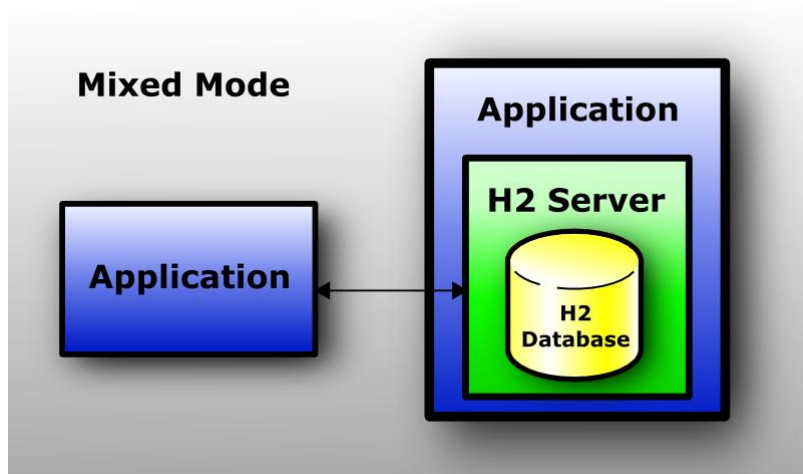 Mixed Mode
Application
Application
H2 Server
H2
Database